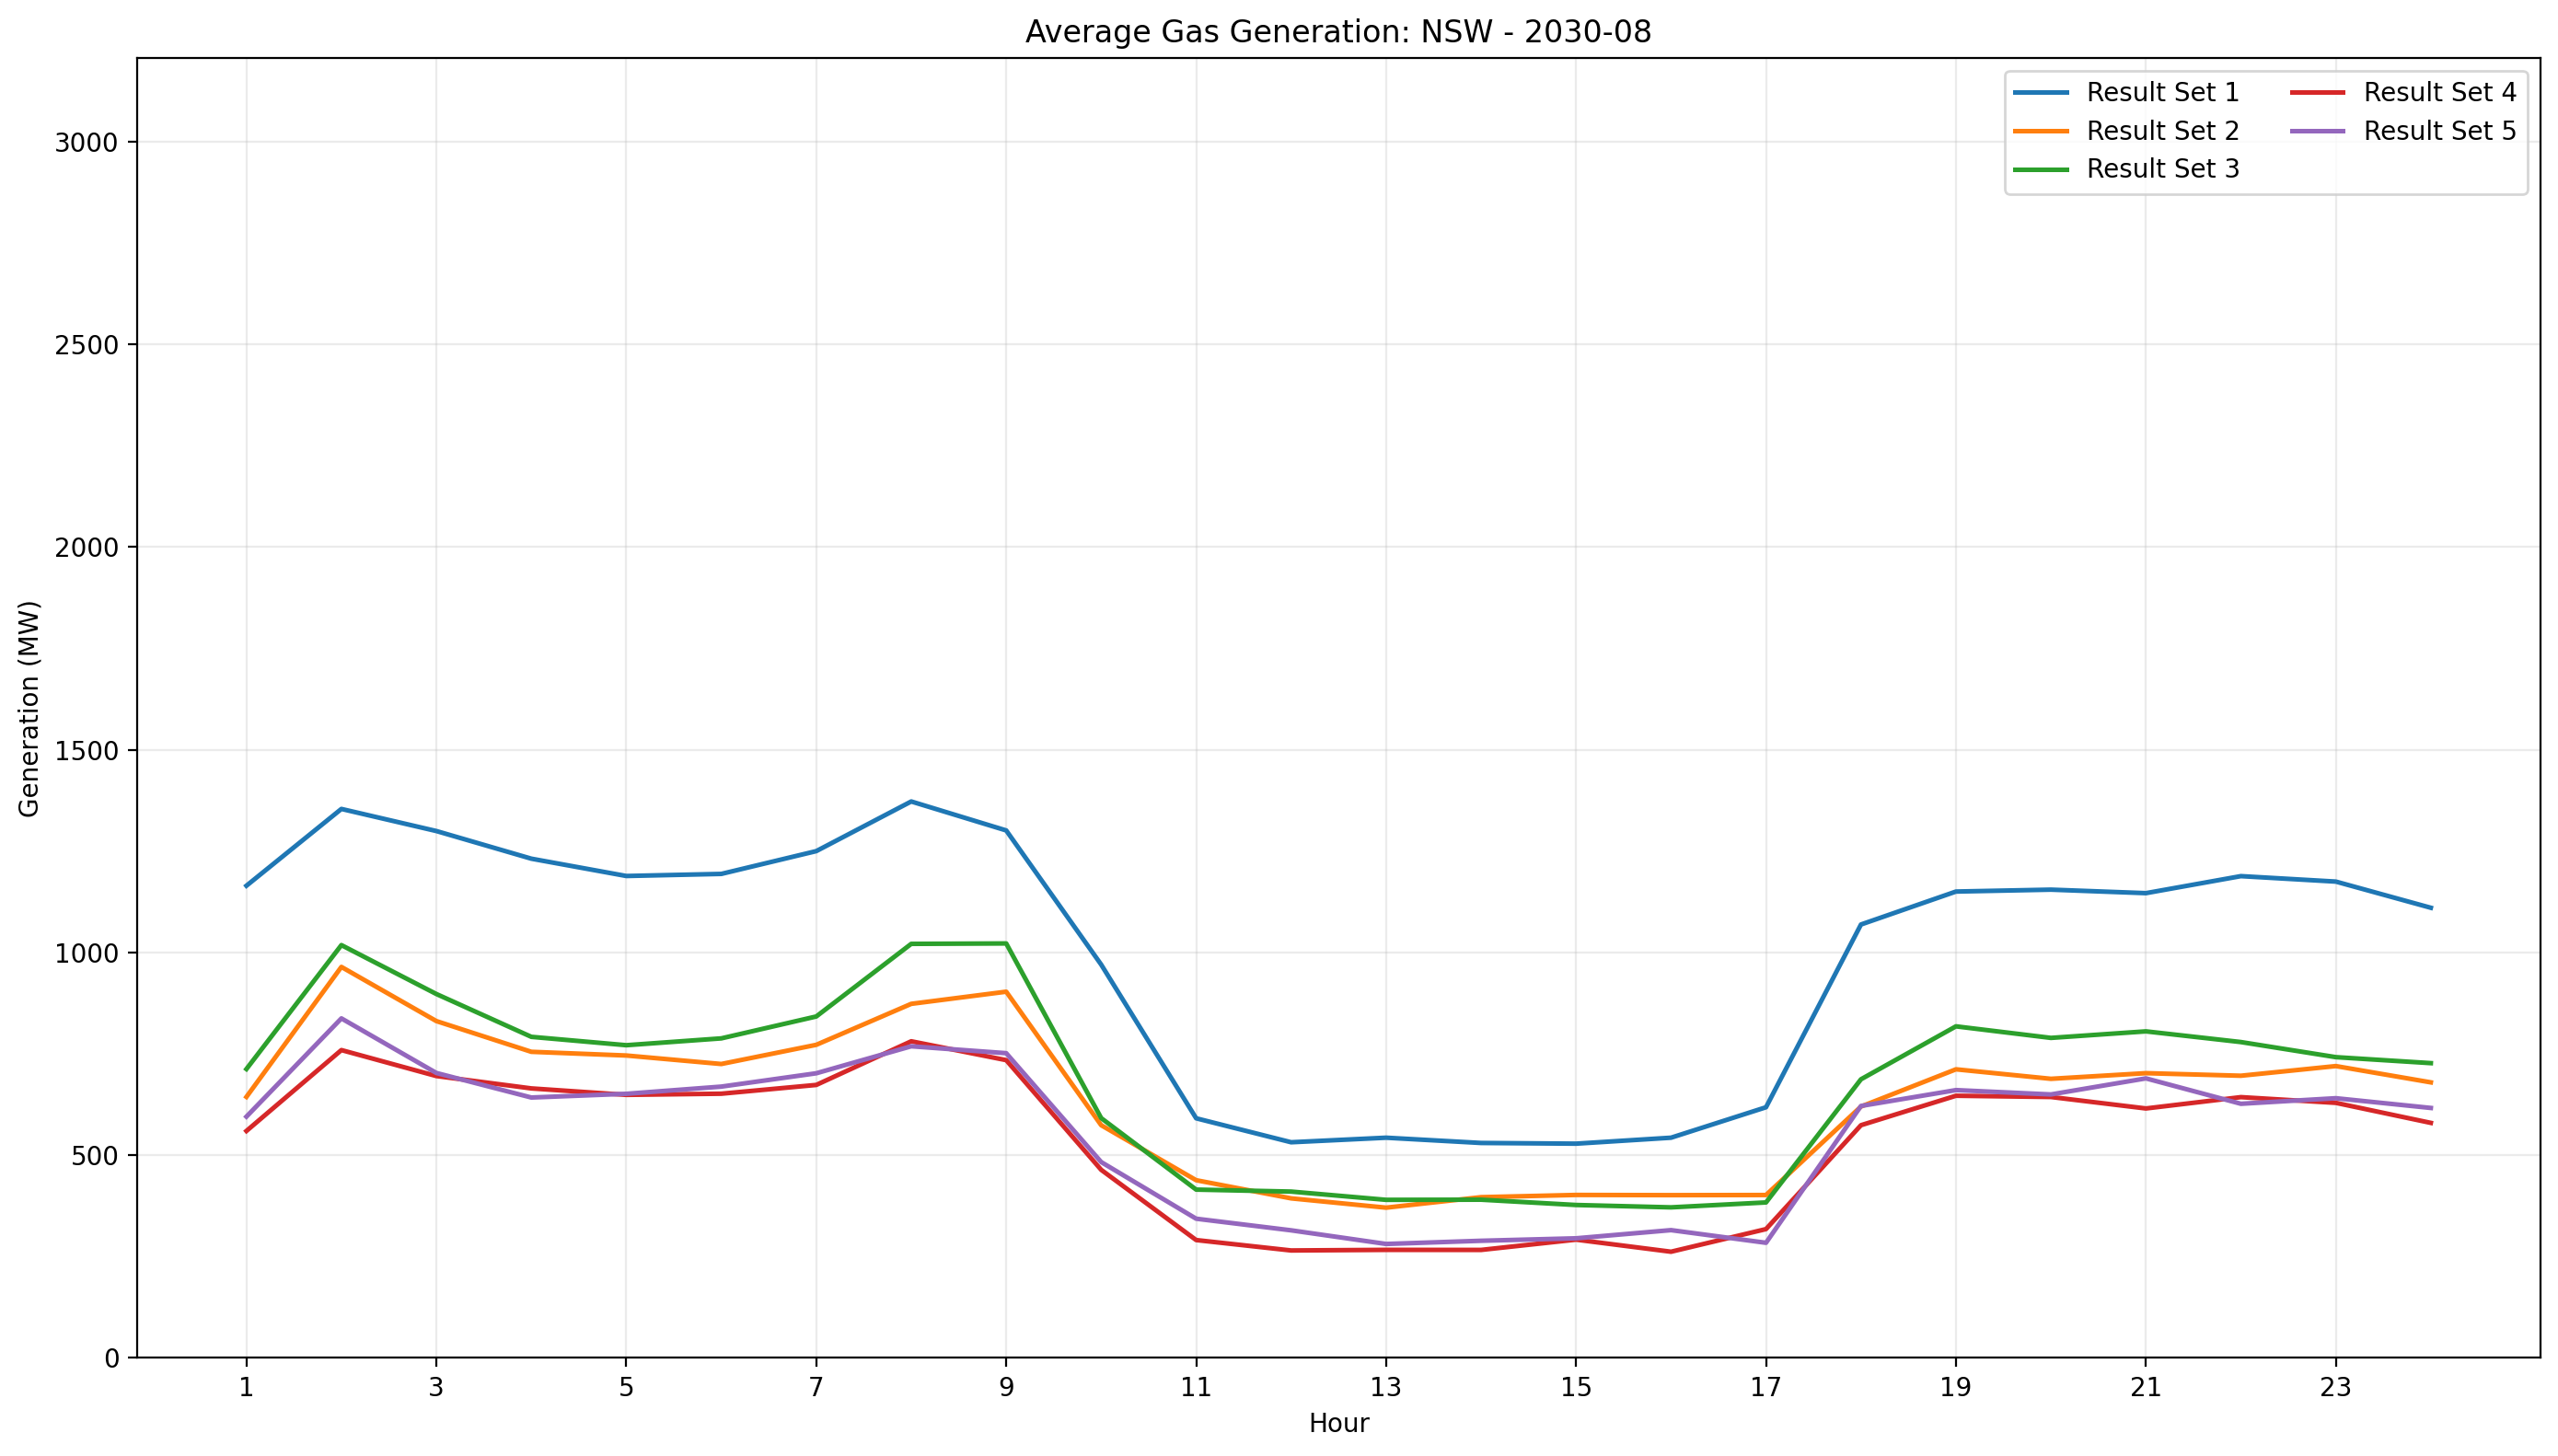 Average Gas Generation: NSW - 2030-08
Result Set 1
Result Set 2
Result Set 3
Result Set 4
Result Set 5
Generation (MW)
3000
2500
2000
1500
1000
500
0
1 3 5 7 9 11 13 15 17 19 21 23
Hour